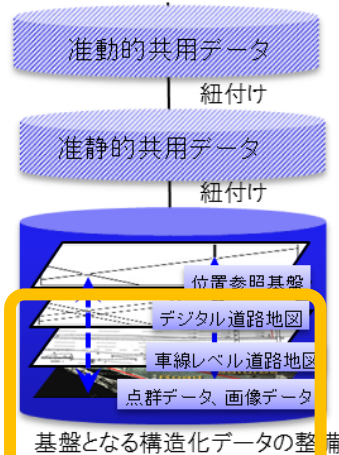 准動的共用データ
紐付け
准静的共用データ
紐付け
位置参照基盤
デジタル道路地図
車線レベル道路地図
点群データ、画像データ
基盤となる構造化データの整備